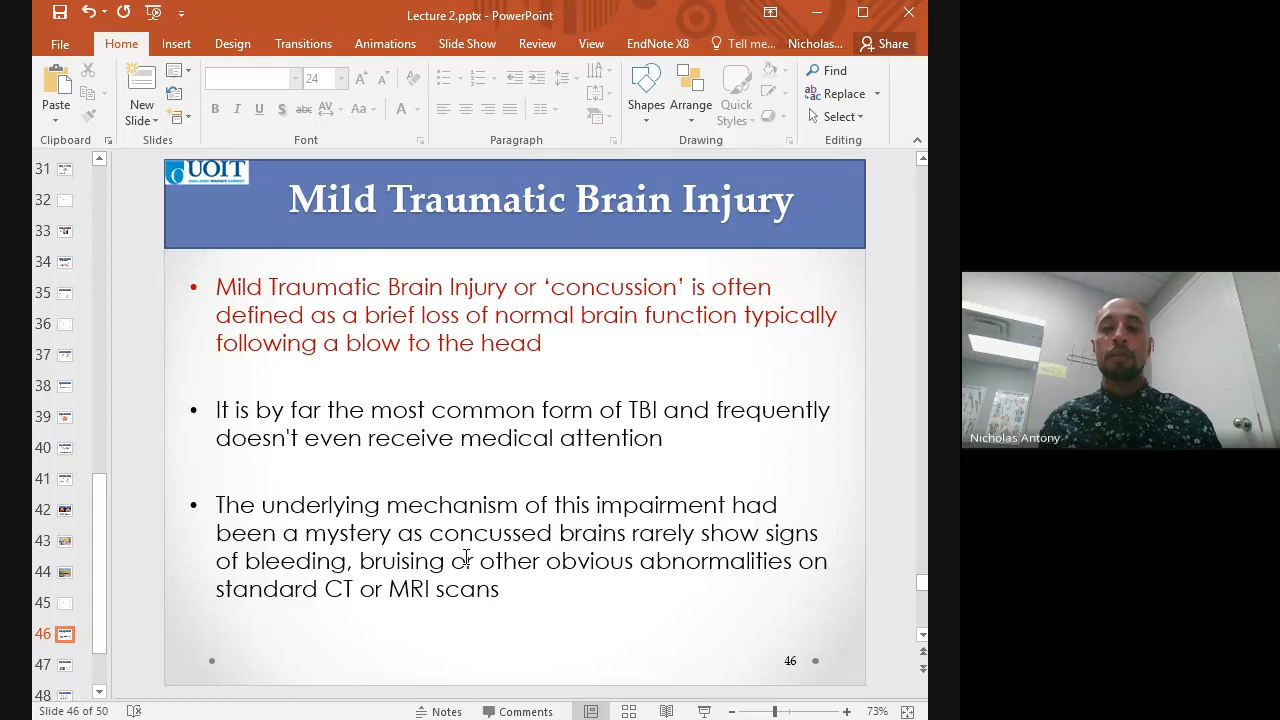 Lecture 2.pptx - PowerPoint
File Home Insert Design Transitions Animations Slide Show Review View EndNote X8 Tell me... Nicholas... Share
24
Paste
New
Slide
B I U S abc AV Aa A
Shapes Arrange Quick
Styles
Find
Replace
Select
Clipboard Slides Font Paragraph Drawing Editing
31
32
33
34
35
36
37
38
39
40
41
42
43
44
45
46
47
48
UOIT
Mild Traumatic Brain Injury
• Mild Traumatic Brain Injury or ‘concussion’ is often
defined as a brief loss of normal brain function typically
following a blow to the head
• It is by far the most common form of TBI and frequently
doesn't even receive medical attention
• The underlying mechanism of this impairment had
been a mystery as concussed brains rarely show signs
of bleeding, bruising or other obvious abnormalities on
standard CT or MRI scans
46
Nicholas Antony
Slide 46 of 50 Notes Comments 73%